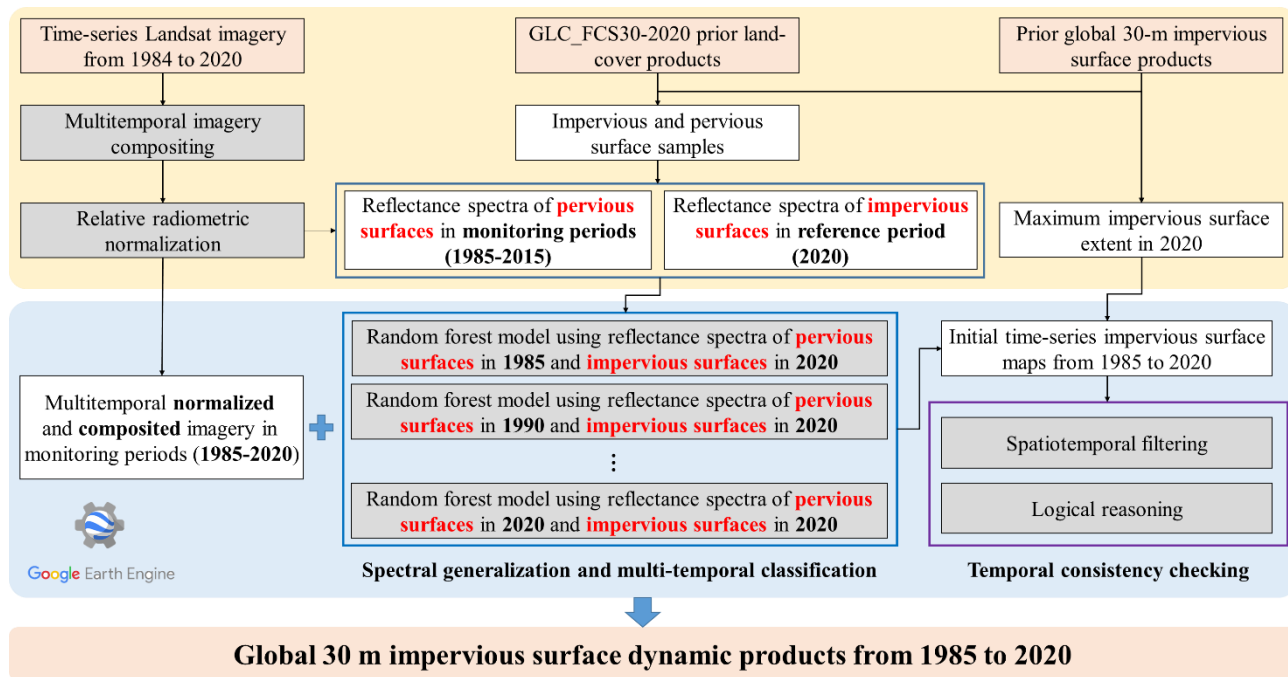 Time-series Landsat imagery
from 1984 to 2020
GLC_FCS30-2020 prior land-
cover products
Prior global 30-m impervious
surface products
Multitemporal imagery
compositing
Impervious and pervious
surface samples
Relative radiometric
normalization
Reflectance spectra of pervious
surfaces in monitoring periods
(1985-2015)
Reflectance spectra of impervious
surfaces in reference period
(2020)
Maximum impervious surface
extent in 2020
Multitemporal normalized
and composited imagery in
monitoring periods (1985-2020)
Random forest model using reflectance spectra of pervious
surfaces in 1985 and impervious surfaces in 2020
Random forest model using reflectance spectra of pervious
surfaces in 1990 and impervious surfaces in 2020
⋮
Random forest model using reflectance spectra of pervious
surfaces in 2020 and impervious surfaces in 2020
Initial time-series impervious surface
maps from 1985 to 2020
Spatiotemporal filtering
Logical reasoning
Google Earth Engine
Spectral generalization and multi-temporal classification
Temporal consistency checking
Global 30 m impervious surface dynamic products from 1985 to 2020